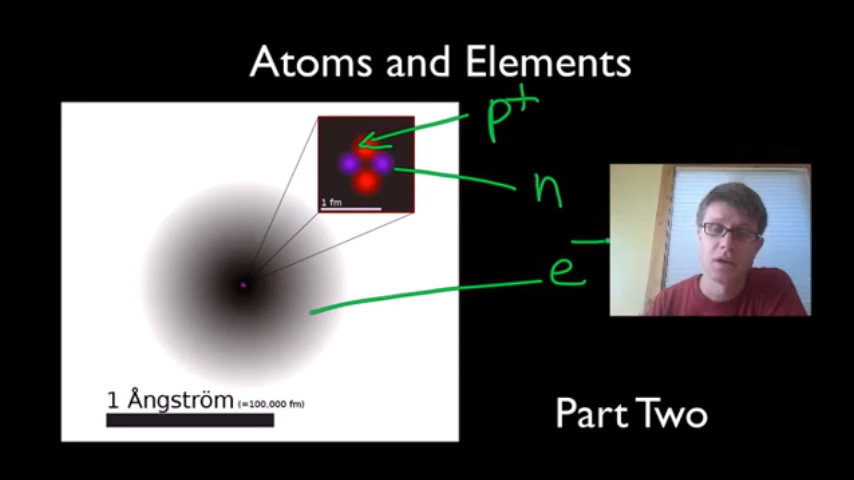 Atoms and Elements
p+
n
e-
1 fm
1 Ångström (=100,000 fm)
Part Two